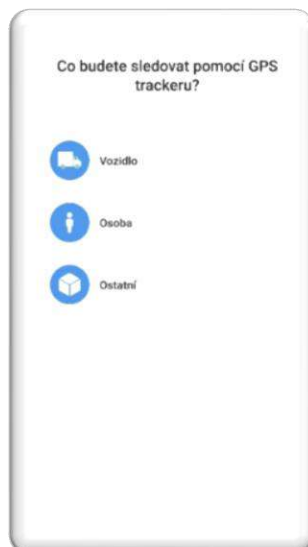 Co budete sledovat pomocí GPS
trackeru?
Vozidlo
Osoba
Ostatní